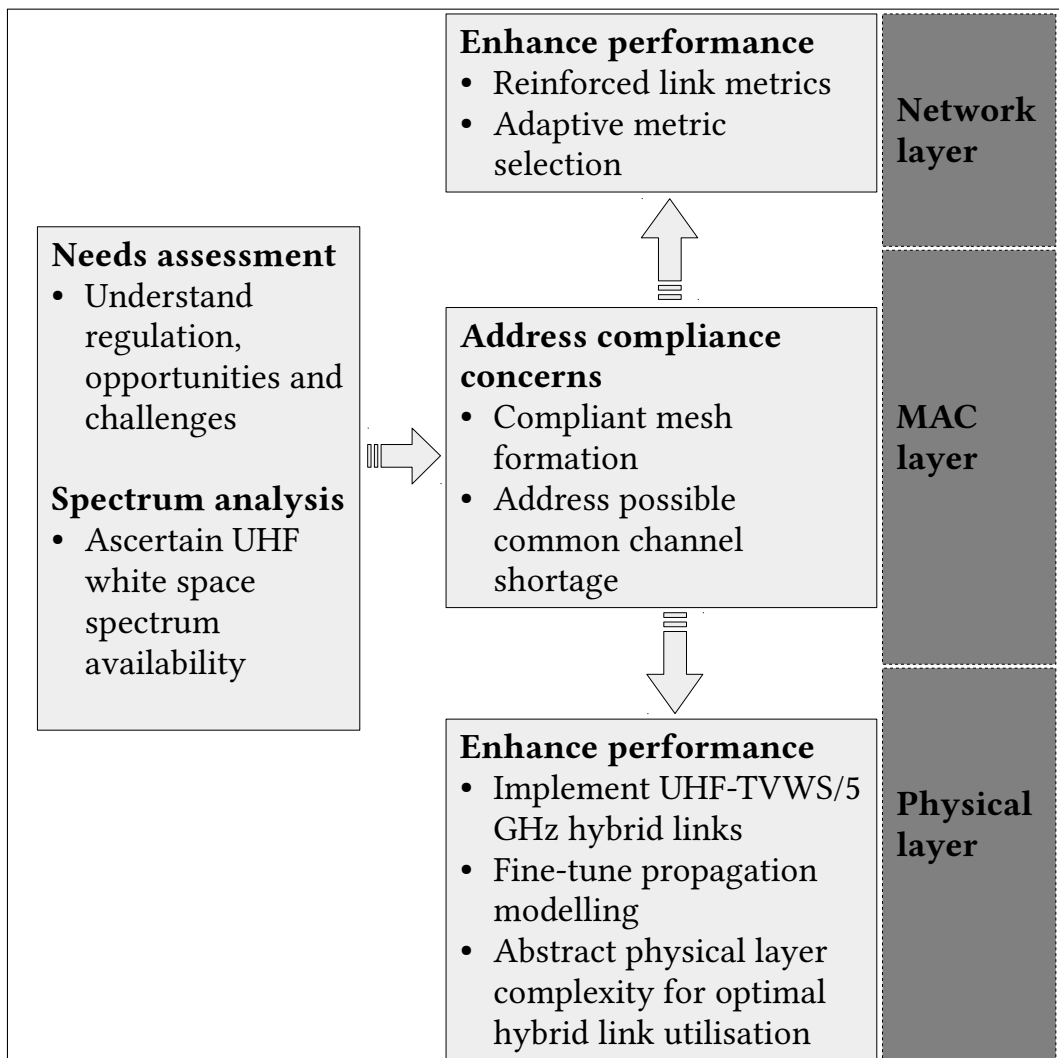 Needs assessment
• Understand
regulation,
opportunities and
challenges
Spectrum analysis
• Ascertain UHF
white space
spectrum
availability
Enhance performance
• Reinforced link metrics
• Adaptive metric
selection
Address compliance
concerns
• Compliant mesh
formation
• Address possible
common channel
shortage
Enhance performance
• Implement UHF-TVWS/5
GHz hybrid links
• Fine-tune propagation
modelling
• Abstract physical layer
complexity for optimal
hybrid link utilisation
Network
layer
MAC
layer
Physical
layer